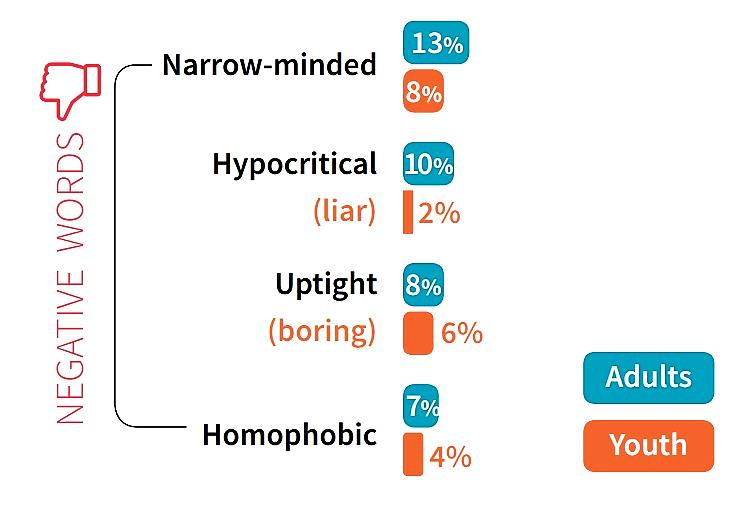 NEGATIVE WORDS
Narrow-minded
13%
8%
Hypocritical
10%
(liar)
2%
Uptight
8%
(boring)
6%
Homophobic
7%
4%
Adults
Youth